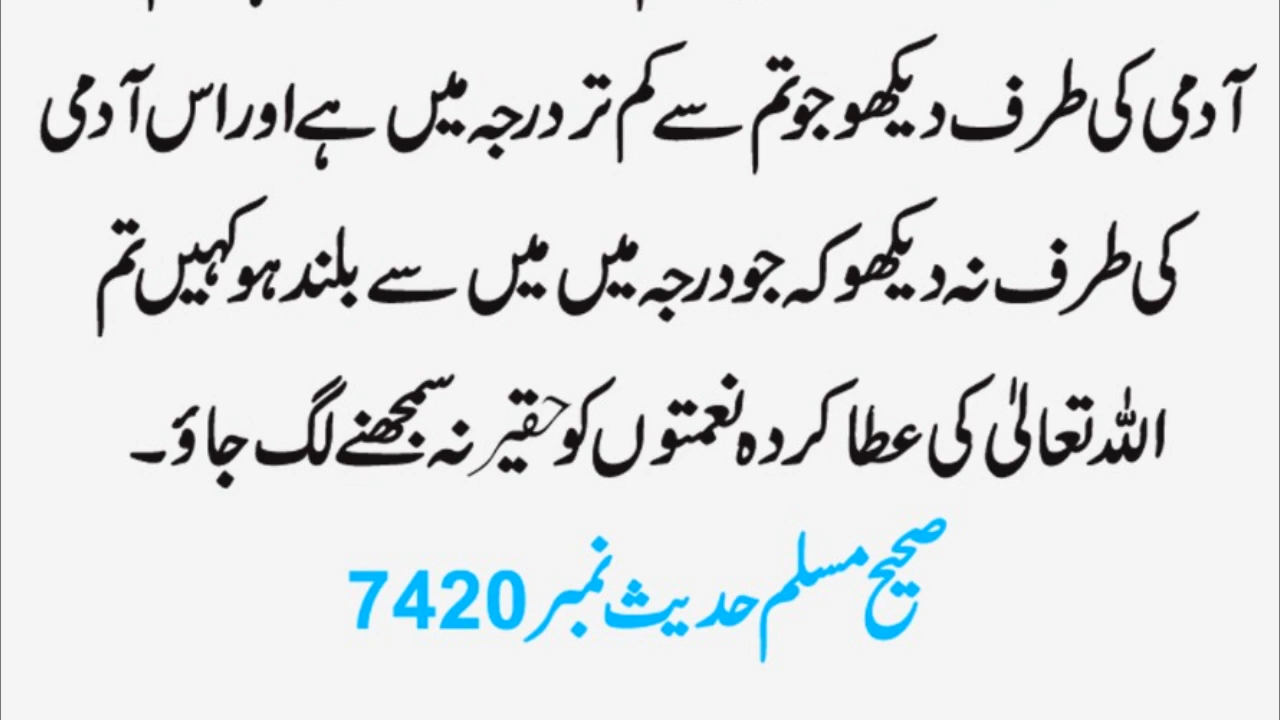 آدمی کی طرف دیکھو جو تم سے کم تر درجہ میں ہے اور اس آدمی
کی طرف نہ دیکھو کہ جو درجہ میں میں سے بلند ہو کہیں تم
اللہ تعالیٰ کی عطا کردہ نعمتوں کو حقیر نہ سمجھنے لگ جاؤ۔
صحیح مسلم حدیث نمبر 7420